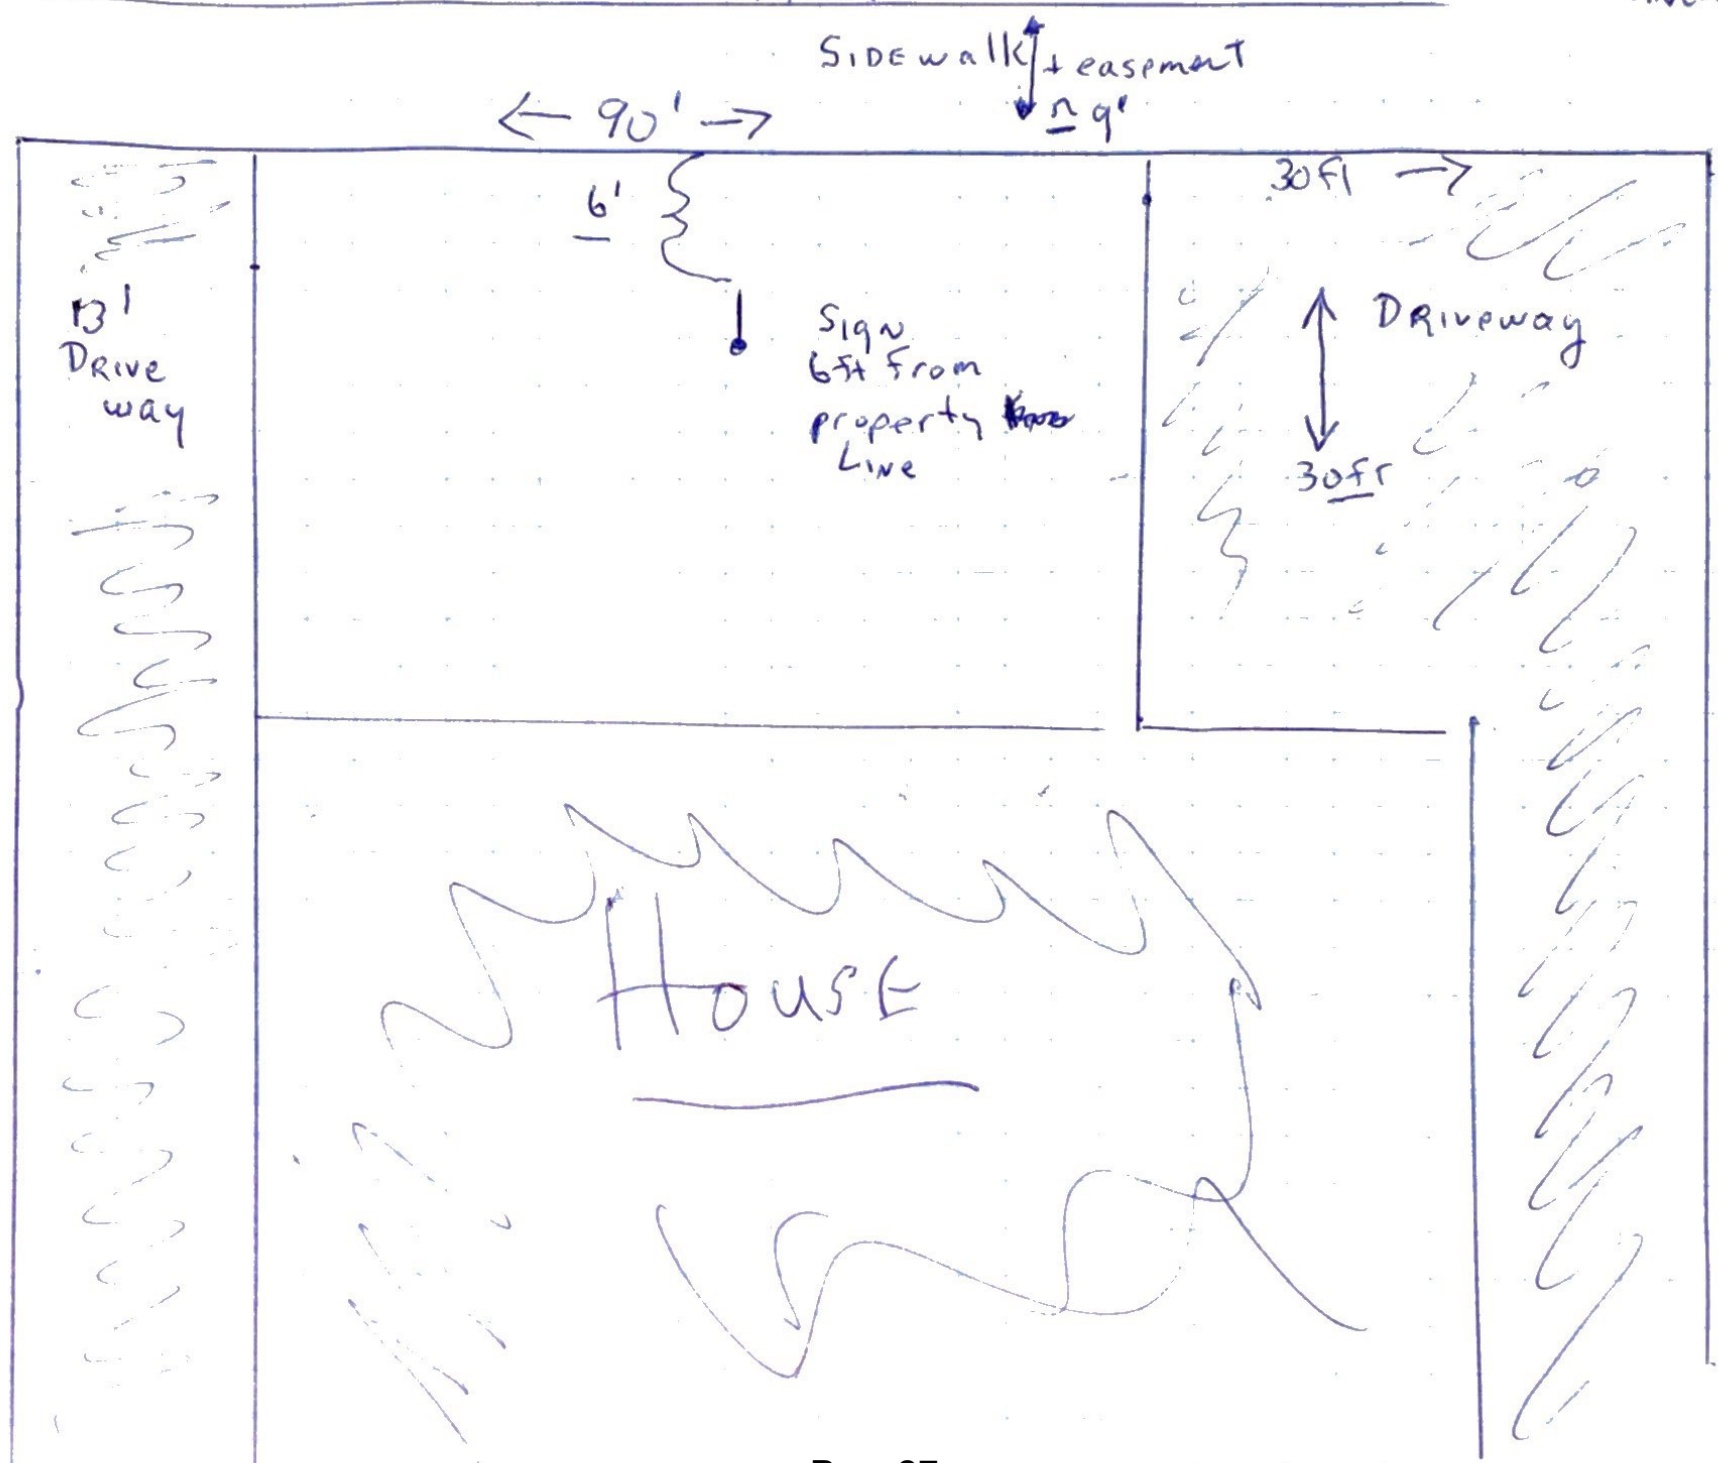 SIDEwalk + easement
← 90' →
9'
30Ft →
6'
13'
DRIVE
way
Sign
6ft from
property
LINE
DRiveway
30ft
HOUSE